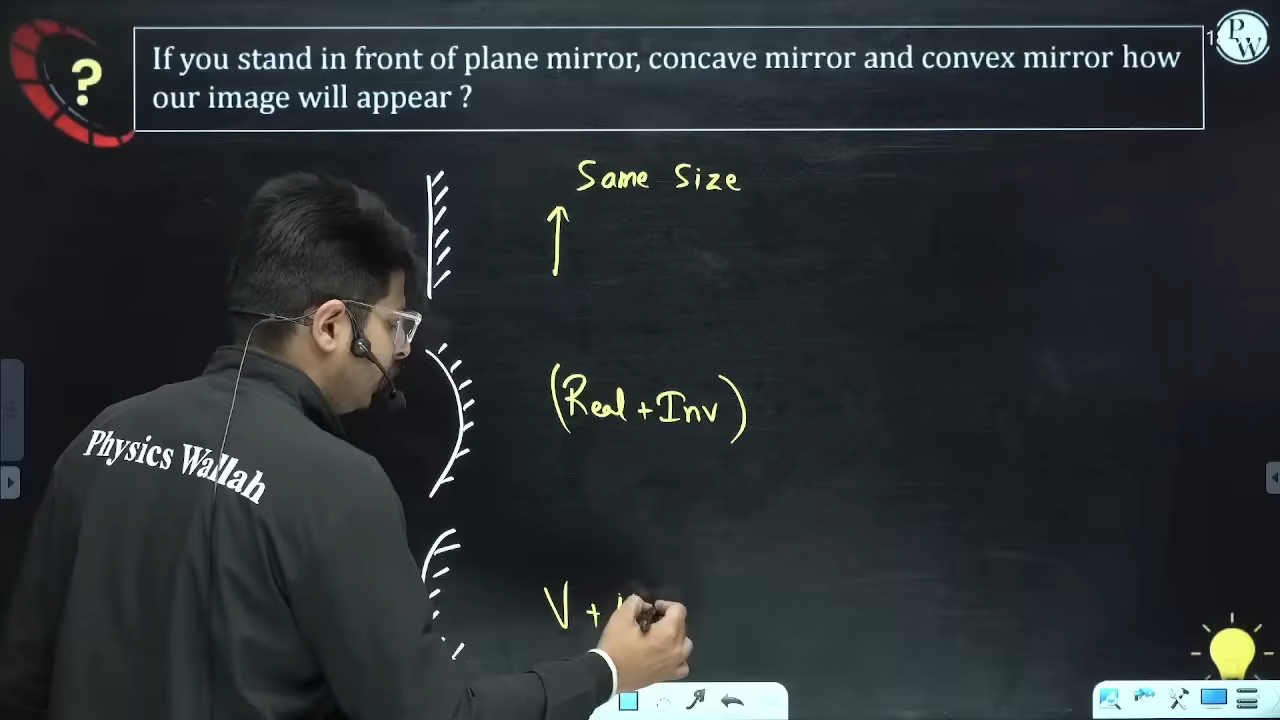 If you stand in front of plane mirror, concave mirror and convex mirror how
our image will appear ?
?
PW
Same Size
(Real + Inv)
Physics Wallah
V +